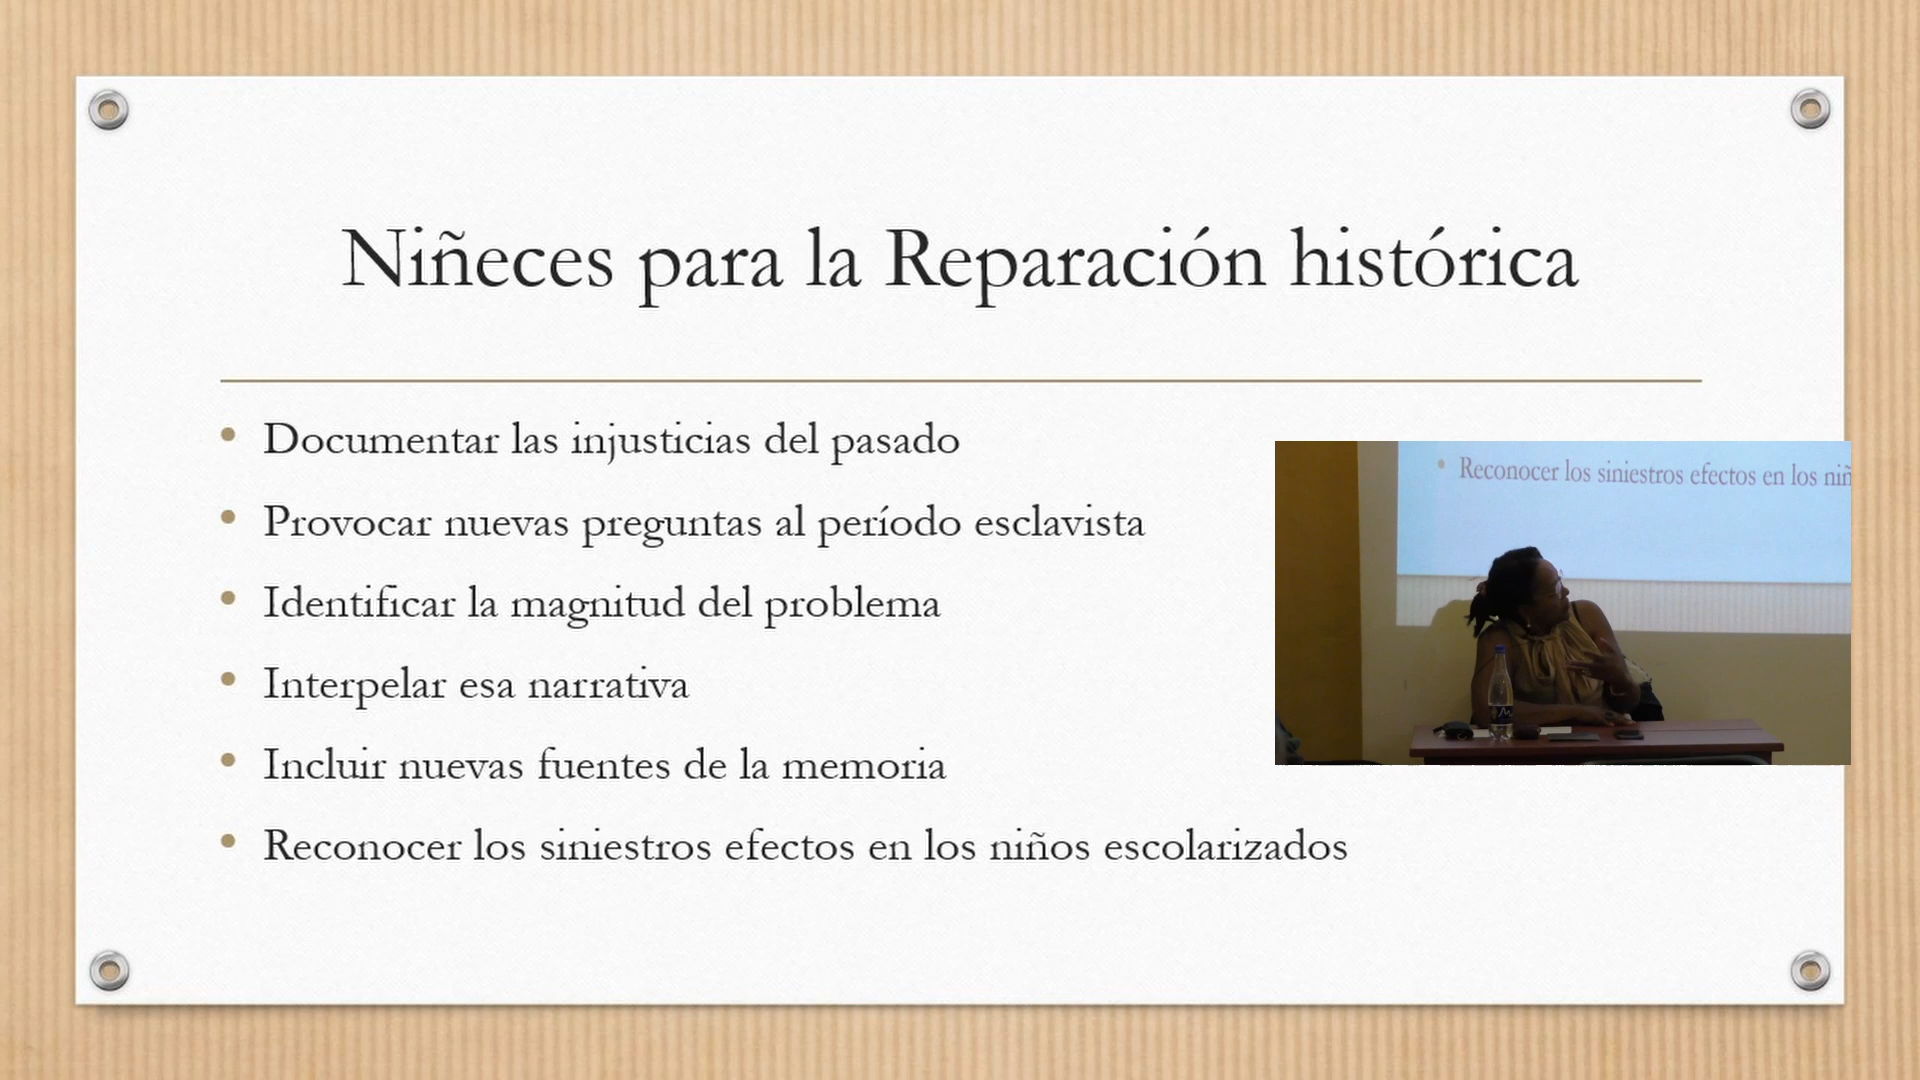 Niñeces para la Reparación histórica
• Documentar las injusticias del pasado
• Provocar nuevas preguntas al período esclavista
• Identificar la magnitud del problema
• Interpelar esa narrativa
• Incluir nuevas fuentes de la memoria
• Reconocer los siniestros efectos en los niños escolarizados
• Reconocer los siniestros efectos en los niñ